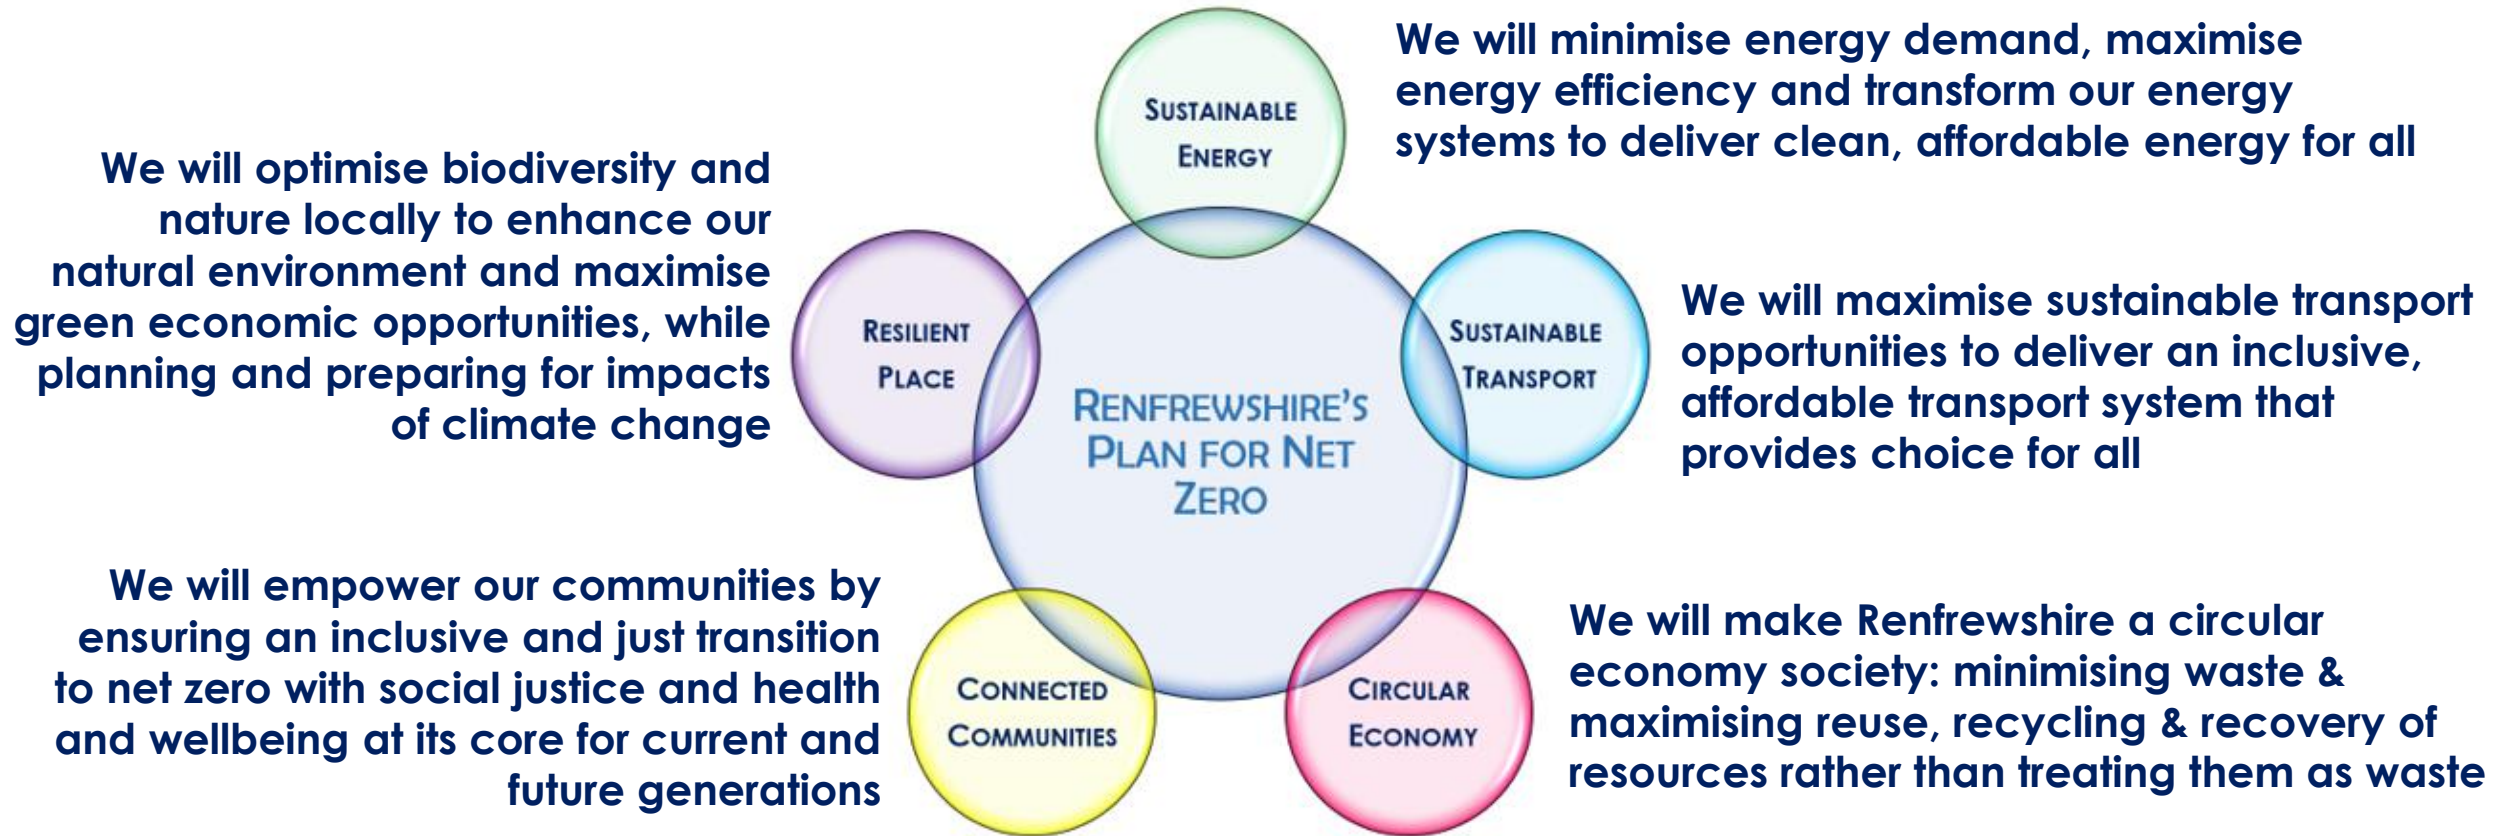 SUSTAINABLE
ENERGY
We will minimise energy demand, maximise
energy efficiency and transform our energy
systems to deliver clean, affordable energy for all
We will optimise biodiversity and
nature locally to enhance our
natural environment and maximise
green economic opportunities, while
planning and preparing for impacts
of climate change
RESILIENT
PLACE
RENFREWSHIRE'S
PLAN FOR NET
ZERO
SUSTAINABLE
TRANSPORT
We will maximise sustainable transport
opportunities to deliver an inclusive,
affordable transport system that
provides choice for all
We will empower our communities by
ensuring an inclusive and just transition
to net zero with social justice and health
and wellbeing at its core for current and
future generations
CONNECTED
COMMUNITIES
CIRCULAR
ECONOMY
We will make Renfrewshire a circular
economy society: minimising waste &
maximising reuse, recycling & recovery of
resources rather than treating them as waste